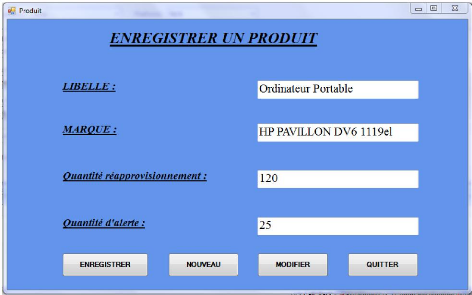 Produit
ENREGISTRER UN PRODUIT
LIBELLE :
Ordinateur Portable
MARQUE :
HP PAVILLON DV6 1119el
Quantité réapprovisionnement :
120
Quantité d'alerte :
25
ENREGISTRER NOUVEAU MODIFIER QUITTER